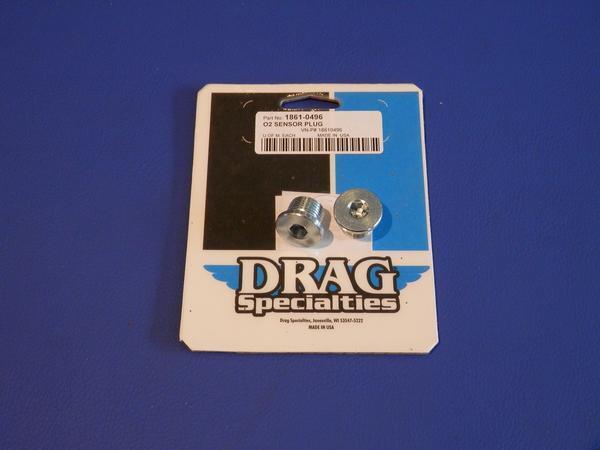 Part No. 1861-0496
O2 SENSOR PLUG
VN-P# 18610496
U OF M: EACH MADE IN: USA
DRAG
Specialties
Drag Specialties, Janesville, WI 53547-5222
MADE IN USA